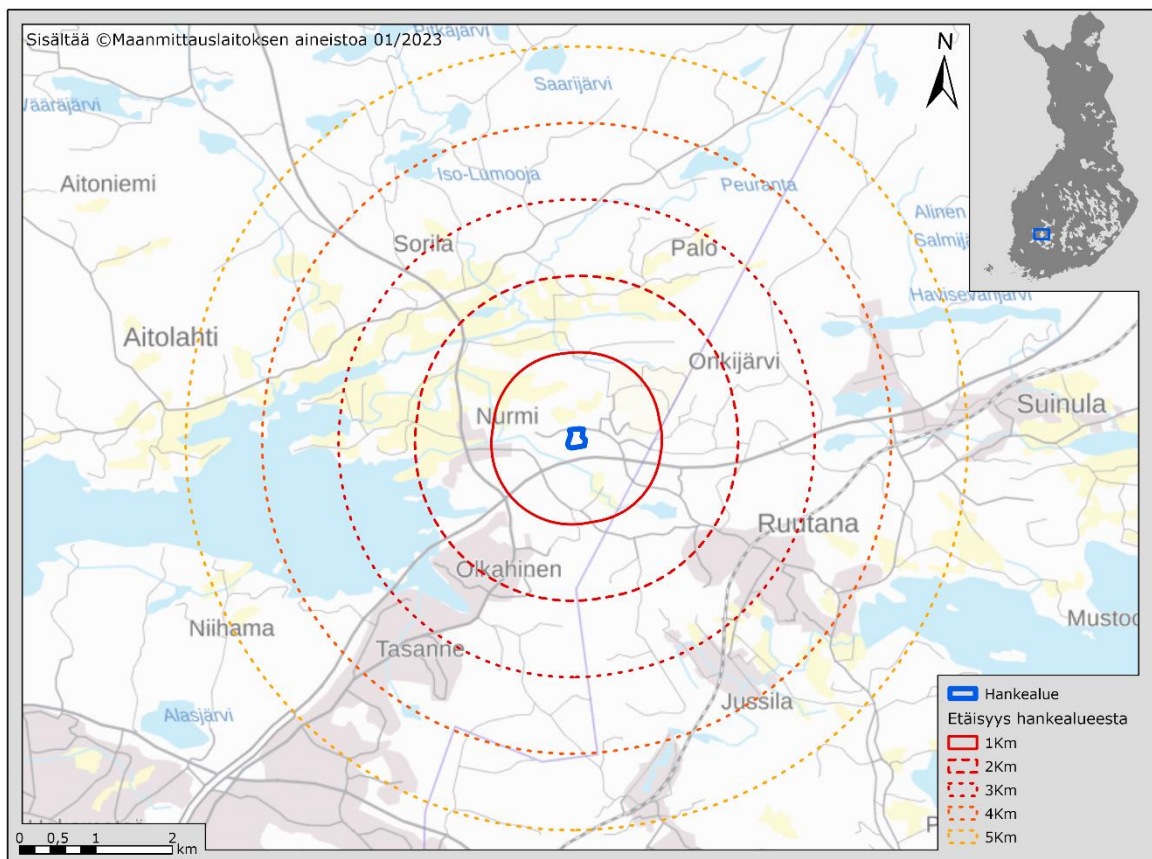 Sisältää ©Maanmittauslaitoksen aineistoa 01/2023
Pitkäjärvi
N
Saarijärvi
Vääräjärvi
Iso-Lumooja
Aitoniemi
Peuranta
Alinen
Sorila
Palo
Salmijä
Havisevanjärvi
Aitolahti
Onkijärvi
Nurmi
Suinula
Ruutana
Olkahinen
Niihama
Mustoo
Tasanne
Jussila
Alasjärvi
Hankealue
Etäisyys hankealueesta
1Km
2Km
3Km
4Km
5Km
0 0,5 1 2
km